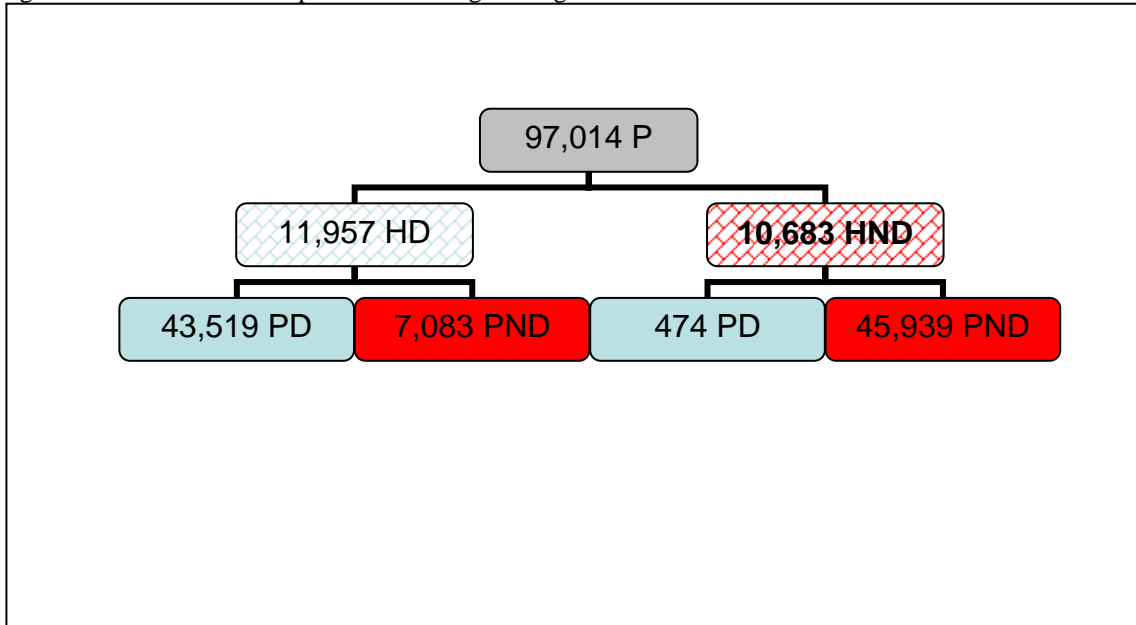 97,014 P
11,957 HD
10,683 HND
43,519 PD
7,083 PND
474 PD
45,939 PND